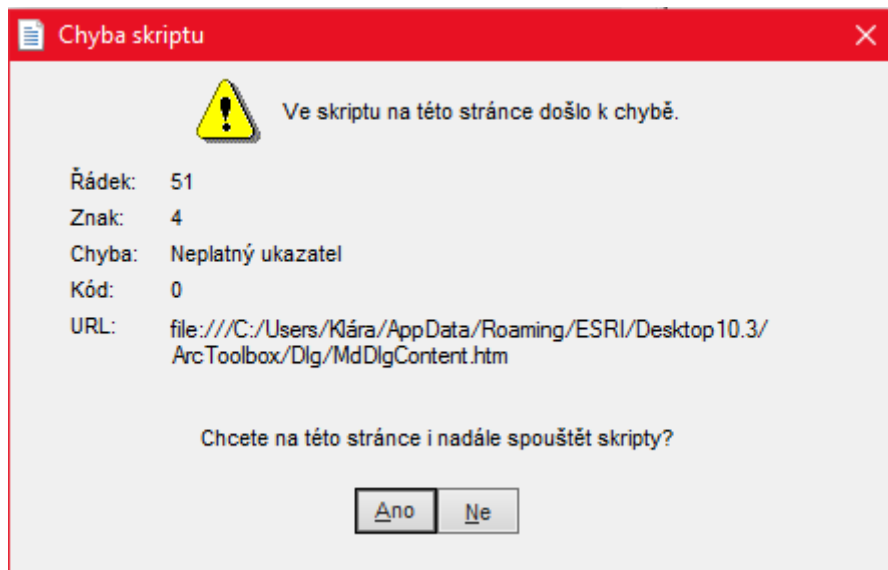 Chyba skriptu
Ve skriptu na této stránce došlo k chybě.
Řádek: 51
Znak: 4
Chyba: Neplatný ukazatel
Kód: 0
URL: file:///C:/Users/Klára/AppData/Roaming/ESRI/Desktop10.3/
ArcToolbox/Dlg/MdDlgContent.htm
Chcete na této stránce i nadále spouštět skripty?
Ano Ne